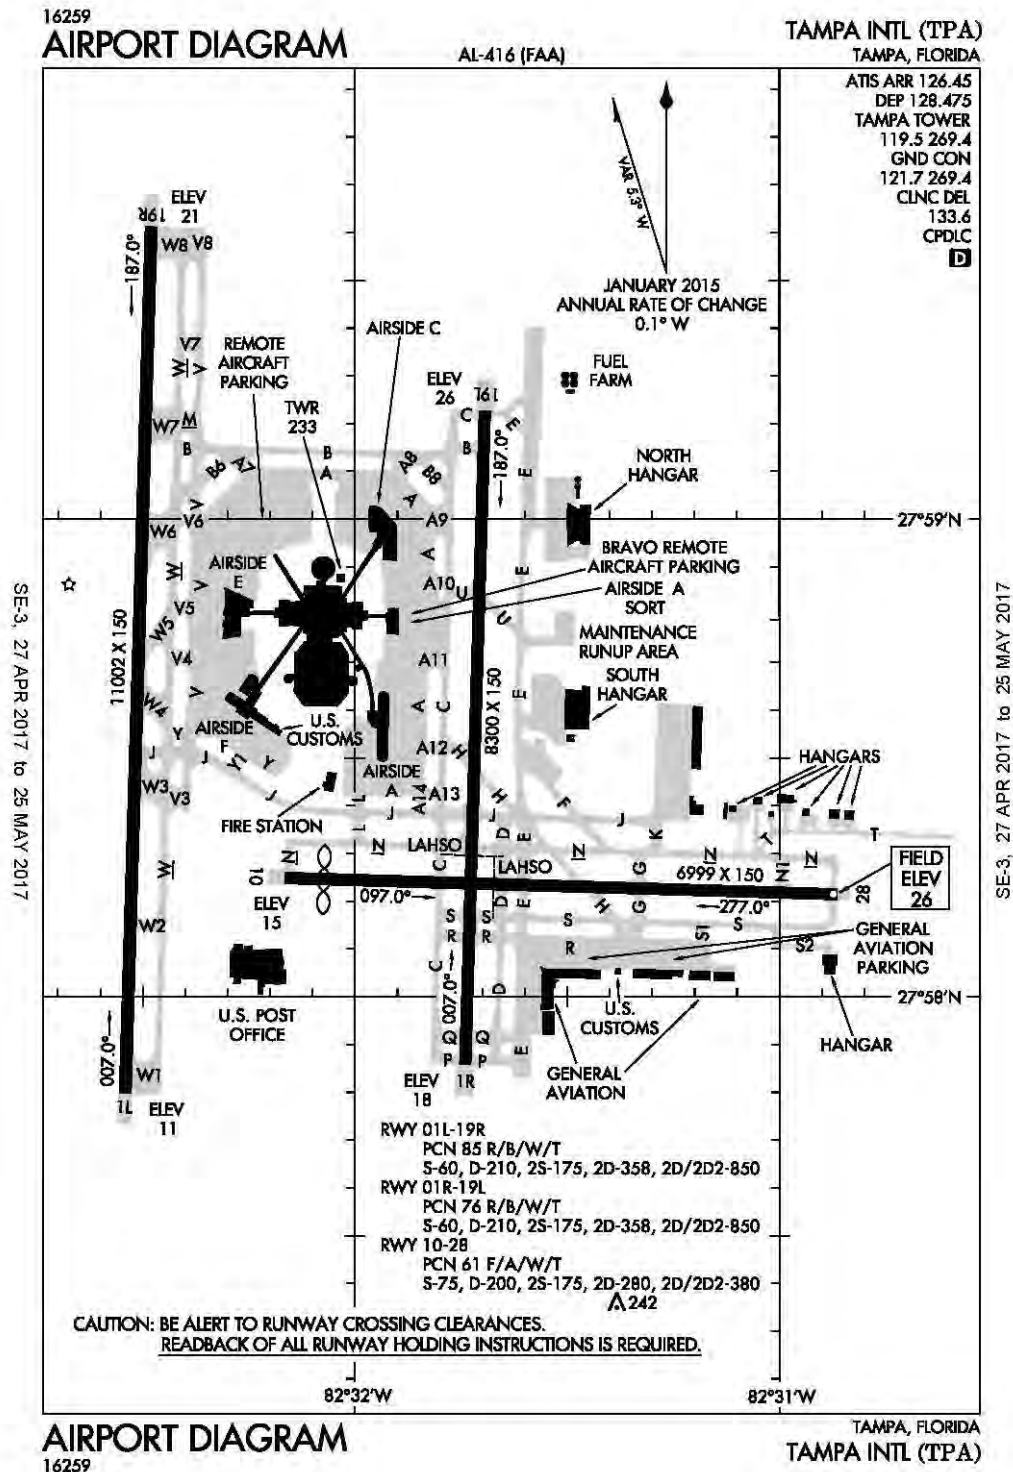 16259
AIRPORT DIAGRAM
AL-416 (FAA)
TAMPA INTL (TPA)
TAMPA, FLORIDA
ATIS ARR 126.45
DEP 128.475
TAMPA TOWER
119.5 269.4
GND CON
121.7 269.4
CLNC DEL
133.6
CPDLC
D
VAR 5.3° W
JANUARY 2015
ANNUAL RATE OF CHANGE
0.1° W
19R
ELEV
21
187.0°
W8 V8
V7
W
V
REMOTE
AIRCRAFT
PARKING
AIRSIDE C
TWR
233
ELEV
26
19L
C
B
E
187.0°
FUEL
FARM
W7
M
B
B6
A7
B
A
A8
B8
A
E
NORTH
HANGAR
V
V6
W6
A9
27°59'N
W
V
AIRSIDE
E
A
A10
U
E
U
BRAVO REMOTE
AIRCRAFT PARKING
AIRSIDE A
SORT
V5
W5
V4
11002 X 150
A11
MAINTENANCE
RUNUP AREA
SOUTH
HANGAR
V
W4
Y
AIRSIDE
F
U.S.
CUSTOMS
A
C
8300 X 150
E
E
J
J
Y1
Y
AIRSIDE
A12
H
HANGARS
W3
V3
J
L
A
A14
A13
H
F
FIRE STATION
L
J
J
D
E
J
K
T
T
N
N
LAHSO
LAHSO
C
N
G
G
N
N1
N
6999 X 150
FIELD
ELEV
26
W
10
ELEV
15
097.0°
277.0°
28
D
E
E
H
G
G
W2
S
R
S
R
S
R
S1
S
S2
GENERAL
AVIATION
PARKING
C
007.0°
D
27°58'N
U.S. POST
OFFICE
U.S.
CUSTOMS
HANGAR
007.0°
Q
P
Q
P
E
W1
1L
ELEV
11
ELEV
18
1R
GENERAL
AVIATION
RWY 01L-19R
PCN 85 R/B/W/T
S-60, D-210, 2S-175, 2D-358, 2D/2D2-850
RWY 01R-19L
PCN 76 R/B/W/T
S-60, D-210, 2S-175, 2D-358, 2D/2D2-850
RWY 10-28
PCN 61 F/A/W/T
S-75, D-200, 2S-175, 2D-280, 2D/2D2-380
242
CAUTION: BE ALERT TO RUNWAY CROSSING CLEARANCES.
READBACK OF ALL RUNWAY HOLDING INSTRUCTIONS IS REQUIRED.
82°32'W
82°31'W
SE-3, 27 APR 2017 to 25 MAY 2017
SE-3, 27 APR 2017 to 25 MAY 2017
AIRPORT DIAGRAM
16259
TAMPA, FLORIDA
TAMPA INTL (TPA)